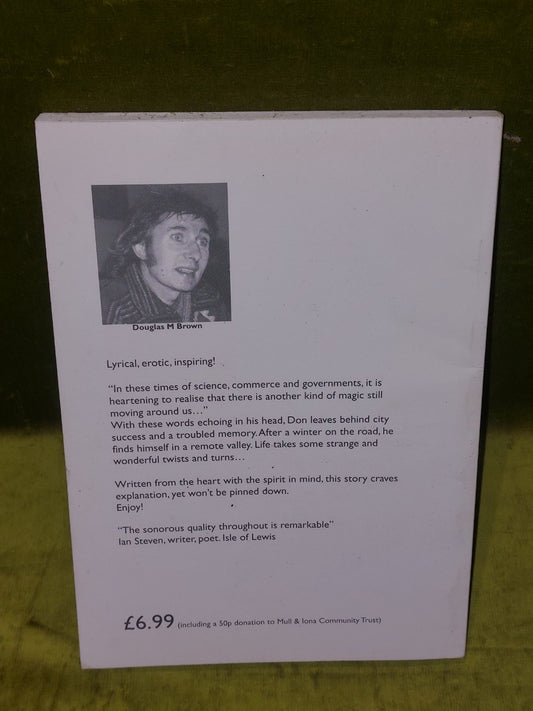 Douglas M Brown
Lyrical, erotic, inspiring!
“In these times of science, commerce and governments, it is
heartening to realise that there is another kind of magic still
moving around us…”
With these words echoing in his head, Don leaves behind city
success and a troubled memory. After a winter on the road, he
finds himself in a remote valley. Life takes some strange and
wonderful twists and turns…
Written from the heart with the spirit in mind, this story craves
explanation, yet won’t be pinned down.
Enjoy!
“The sonorous quality throughout is remarkable”
Ian Steven, writer, poet. Isle of Lewis
£6.99 (including a 50p donation to Mull & Iona Community Trust)